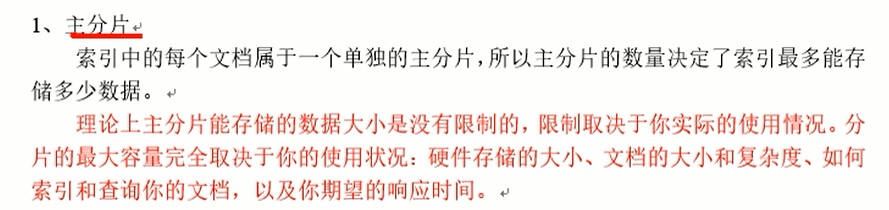 1、主分片
索引中的每个文档属于一个单独的主分片，所以主分片的数量决定了索引最多能存
储多少数据。
理论上主分片能存储的数据大小是没有限制的，限制取决于你实际的使用情况。分
片的最大容量完全取决于你的使用状况：硬件存储的大小、文档的大小和复杂度、如何
索引和查询你的文档，以及你期望的响应时间。